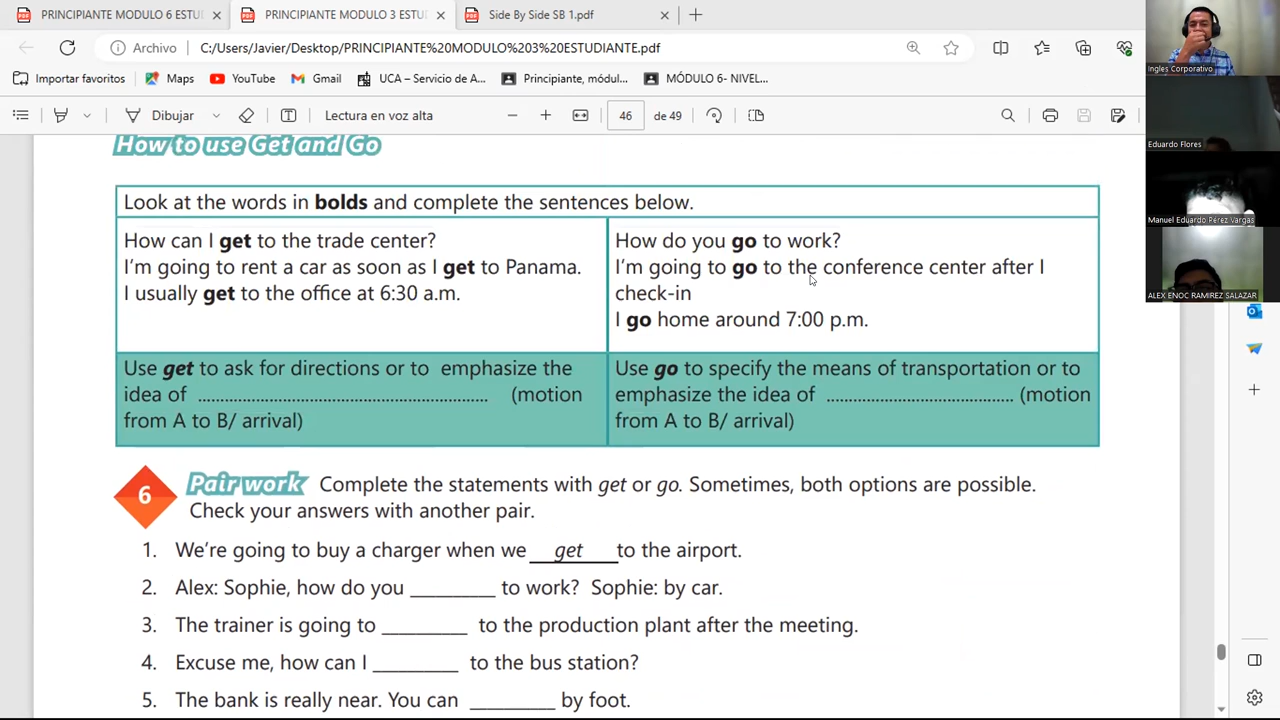 PRINCIPIANTE MODULO 6 ESTUI
PRINCIPIANTE MODULO 3 ESTU
Side By Side SB 1.pdf
Archivo
C:/Users/Javier/Desktop/PRINCIPIANTE%20MODULO%203%20ESTUDIANTE.pdf
Importar favoritos
Maps
YouTube
Gmail
UCA – Servicio de A...
Principiante, módul...
MÓDULO 6- NIVEL...
Dibujar
Lectura en voz alta
46
de 49
Ingles Corporativo
Eduardo Flores
Manuel Eduardo Perez Vargas
ALEX ENOC RAMIREZ SALAZAR
How to use Get and Go
Look at the words in bolds and complete the sentences below.
How can I get to the trade center?
I'm going to rent a car as soon as I get to Panama.
I usually get to the office at 6:30 a.m.
How do you go to work?
I'm going to go to the conference center after I
check-in
I go home around 7:00 p.m.
Use get to ask for directions or to emphasize the
idea of ................................................. (motion
from A to B/ arrival)
Use go to specify the means of transportation or to
emphasize the idea of ....................................... (motion
from A to B/ arrival)
6
Pair work Complete the statements with get or go. Sometimes, both options are possible.
Check your answers with another pair.
1. We're going to buy a charger when we __get__ to the airport.
2. Alex: Sophie, how do you _________ to work? Sophie: by car.
3. The trainer is going to _________ to the production plant after the meeting.
4. Excuse me, how can I _________ to the bus station?
5. The bank is really near. You can _________ by foot.